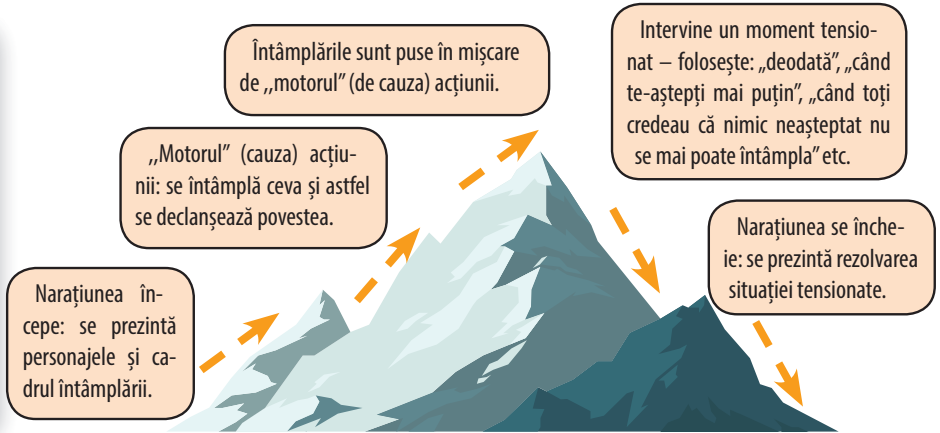 Narațiunea în-
cepe: se prezintă
personajele și ca-
drul întâmplării.
,,Motorul” (cauza) acțiu-
nii: se întâmplă ceva și astfel
se declanșează povestea.
Întâmplările sunt puse în mișcare
de ,,motorul” (de cauza) acțiunii.
Intervine un moment tensio-
nat – folosește: „deodată”, „când
te-aștepți mai puțin”, „când toți
credeau că nimic neașteptat nu
se mai poate întâmpla” etc.
Narațiunea se înche-
ie: se prezintă rezolvarea
situației tensionate.